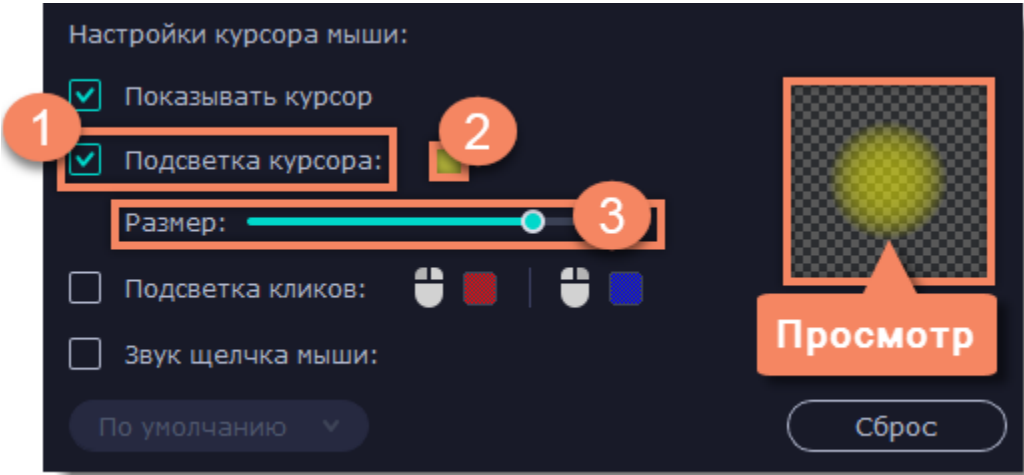 Настройки курсора мыши:
Показывать курсор
1
Подсветка курсора:
2
Размер:
3
Подсветка кликов:
Просмотр
Звук щелчка мыши:
По умолчанию
Сброс